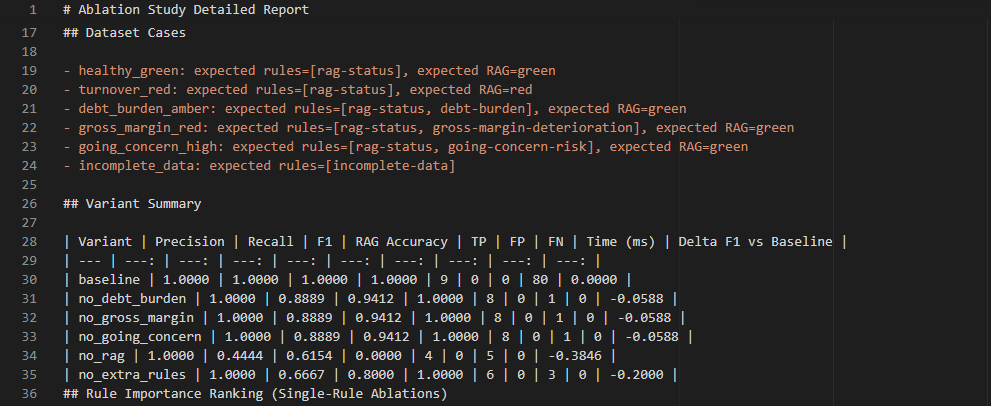 1 # Ablation Study Detailed Report
17 ## Dataset Cases
18
19 - healthy_green: expected rules=[rag-status], expected RAG=green
20 - turnover_red: expected rules=[rag-status], expected RAG=red
21 - debt_burden_amber: expected rules=[rag-status, debt-burden], expected RAG=green
22 - gross_margin_red: expected rules=[rag-status, gross-margin-deterioration], expected RAG=green
23 - going_concern_high: expected rules=[rag-status, going-concern-risk], expected RAG=green
24 - incomplete_data: expected rules=[incomplete-data]
25
26 ## Variant Summary
27
28 | Variant | Precision | Recall | F1 | RAG Accuracy | TP | FP | FN | Time (ms) | Delta F1 vs Baseline |
29 | --- | ---: | ---: | ---: | ---: | ---: | ---: | ---: | ---: | ---: |
30 | baseline | 1.0000 | 1.0000 | 1.0000 | 1.0000 | 9 | 0 | 0 | 80 | 0.0000 |
31 | no_debt_burden | 1.0000 | 0.8889 | 0.9412 | 1.0000 | 8 | 0 | 1 | 0 | -0.0588 |
32 | no_gross_margin | 1.0000 | 0.8889 | 0.9412 | 1.0000 | 8 | 0 | 1 | 0 | -0.0588 |
33 | no_going_concern | 1.0000 | 0.8889 | 0.9412 | 1.0000 | 8 | 0 | 1 | 0 | -0.0588 |
34 | no_rag | 1.0000 | 0.4444 | 0.6154 | 0.0000 | 4 | 0 | 5 | 0 | -0.3846 |
35 | no_extra_rules | 1.0000 | 0.6667 | 0.8000 | 1.0000 | 6 | 0 | 3 | 0 | -0.2000 |
36 ## Rule Importance Ranking (Single-Rule Ablations)